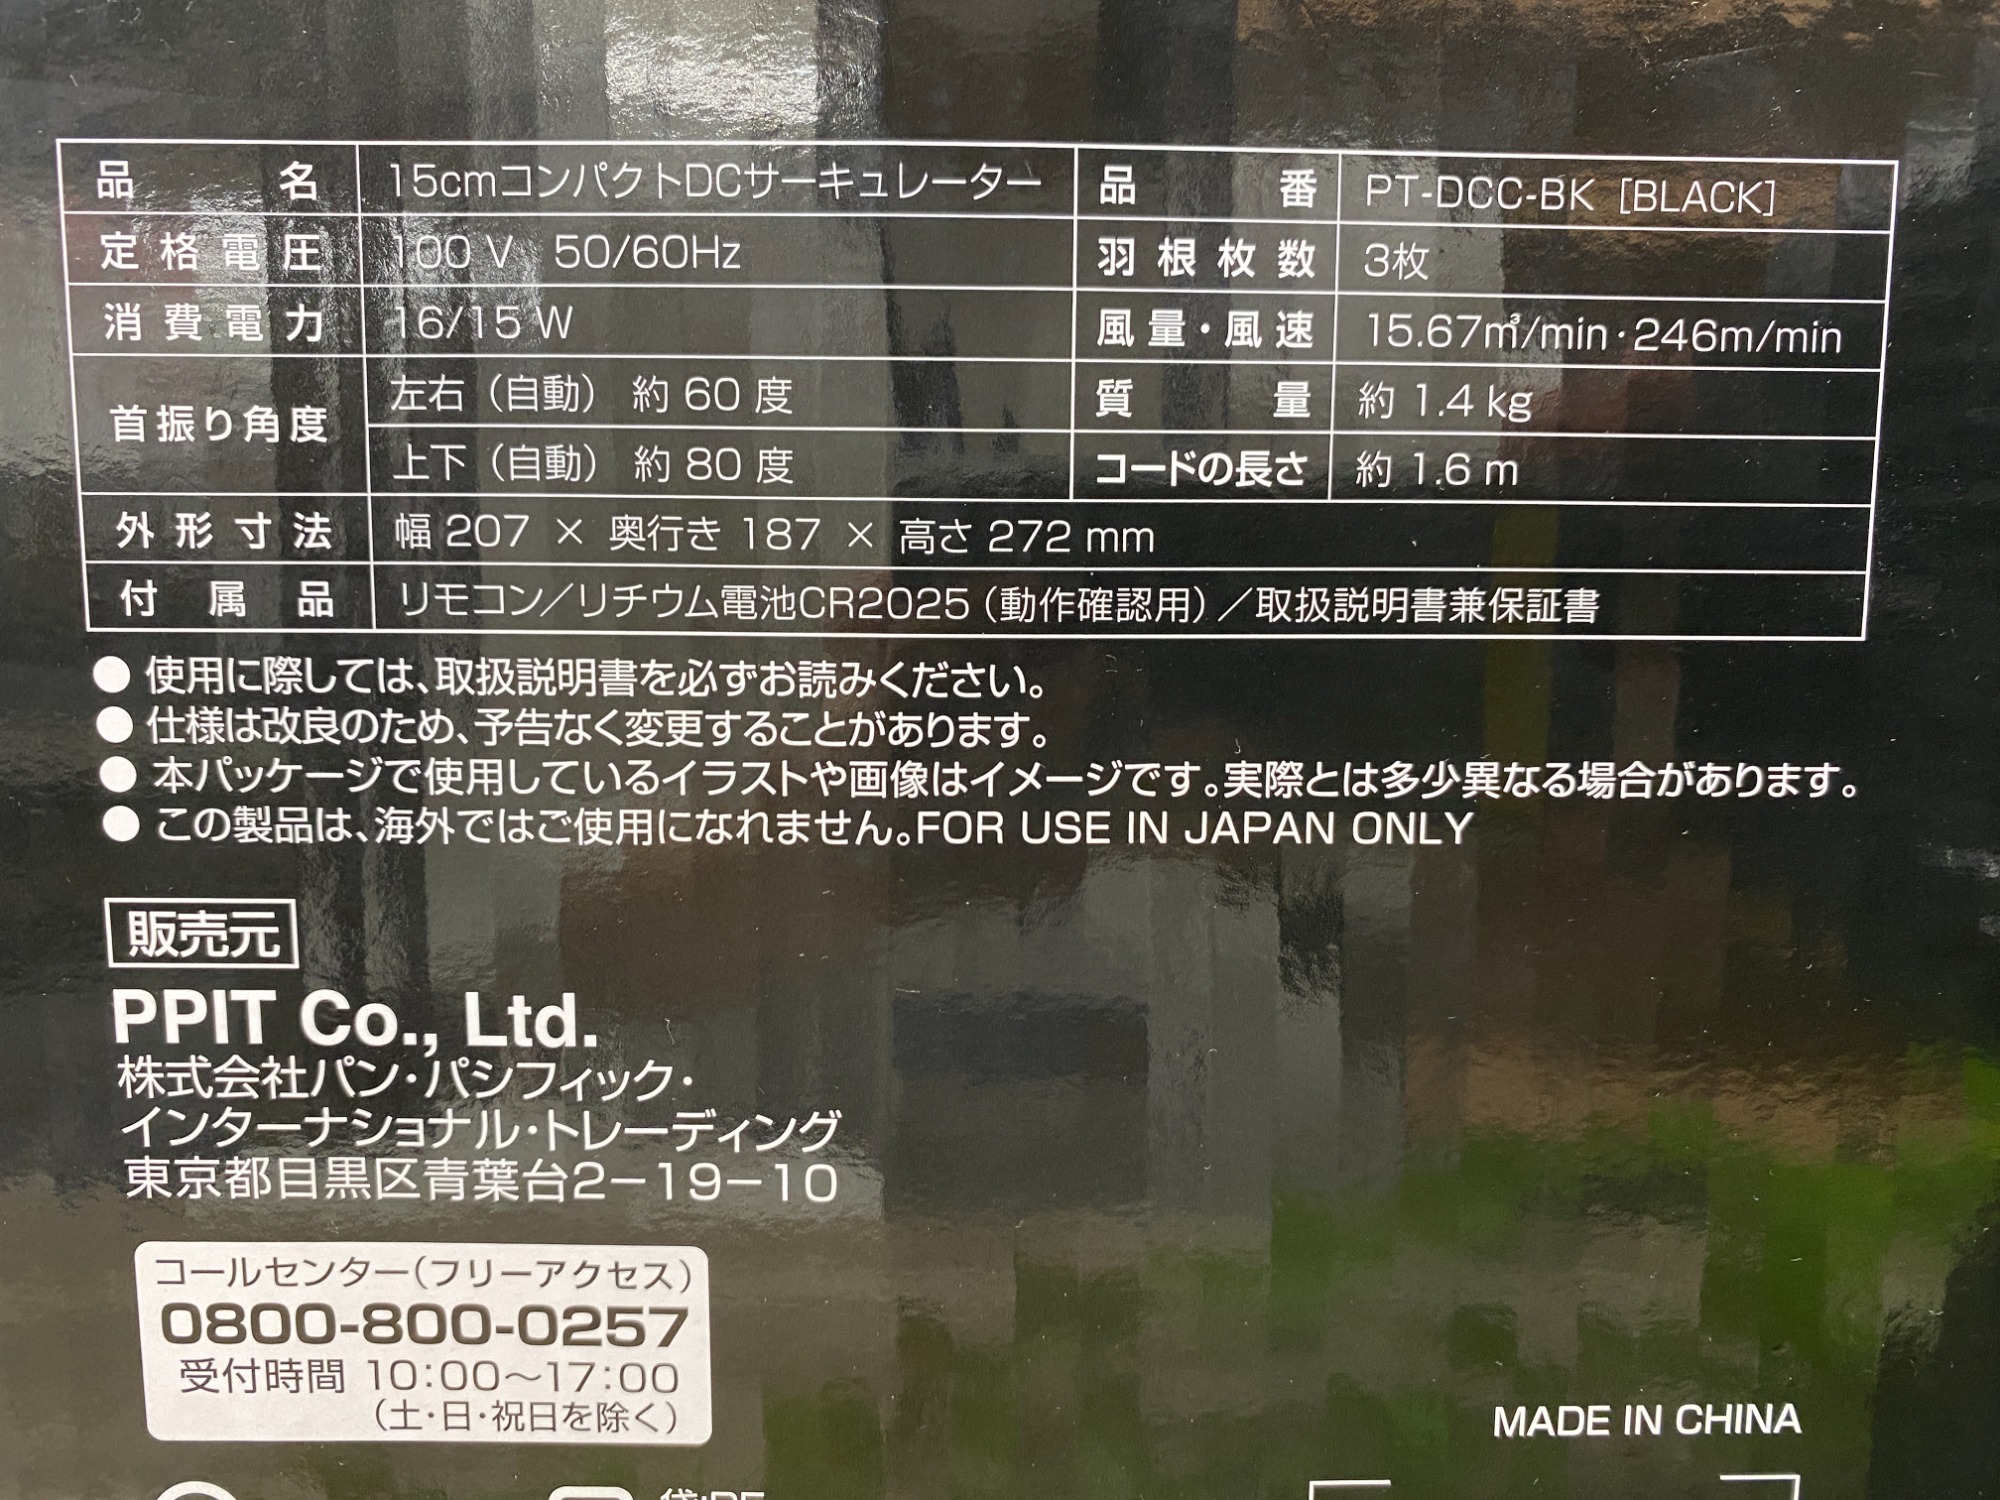 品名 15cmコンパクトDCサーキュレーター 品番 PT-DCC-BK [BLACK]
定格電圧 100 V 50/60Hz 羽根枚数 3枚
消費電力 16/15 W 風量・風速 15.67㎥/min・246m/min
首振り角度 左右（自動） 約 60 度 質量 約 1.4 kg
上下（自動） 約 80 度 コードの長さ 約 1.6 m
外形寸法 幅 207 × 奥行き 187 × 高さ 272 mm
付属品 リモコン／リチウム電池CR2025（動作確認用）／取扱説明書兼保証書
● 使用に際しては、取扱説明書を必ずお読みください。
● 仕様は改良のため、予告なく変更することがあります。
● 本パッケージで使用しているイラストや画像はイメージです。実際とは多少異なる場合があります。
● この製品は、海外ではご使用になれません。FOR USE IN JAPAN ONLY
販売元
PPIT Co., Ltd.
株式会社パン・パシフィック・
インターナショナル・トレーディング
東京都目黒区青葉台2−19−10
コールセンター（フリーアクセス）
0800-800-0257
受付時間 10:00〜17:00
（土・日・祝日を除く）
MADE IN CHINA